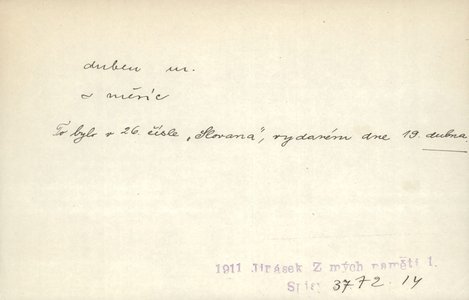 duben m.
měsíc
To bylo v 26. čísle „Slovana“, vydaném dne 19. dubna.
1911 Jirásek Z mých pamětí 1.
Spisy 37 72. 14